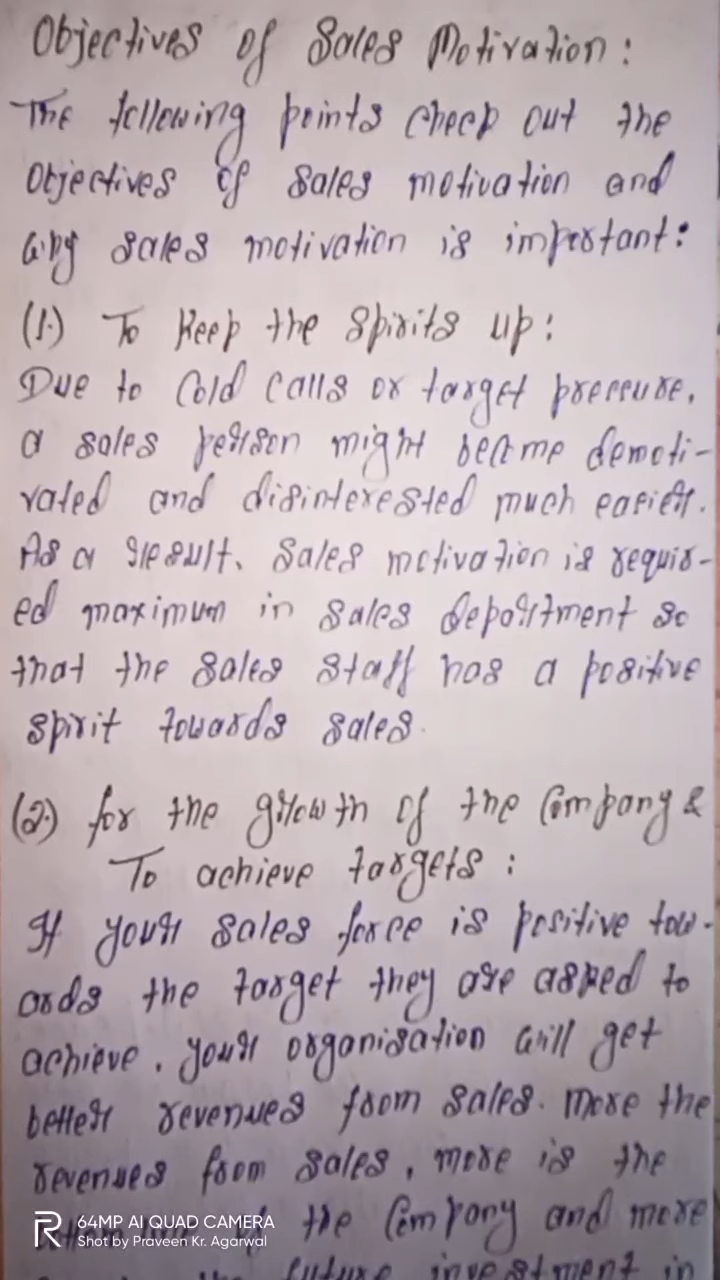 Objectives of Sales Motivation:
The following points check out the
objectives of sales motivation and
why sales motivation is important:
(1.) To keep the spirits up:
Due to cold calls or target pressure,
a sales person might become demoti-
vated and disinterested much easier.
As a result, sales motivation is requir-
ed maximum in sales department so
that the sales staff has a positive
spirit towards sales.
(2.) for the growth of the Company &
To achieve targets:
If your sales force is positive tow-
ards the target they are asked to
achieve, your organisation will get
better revenues from sales. More the
revenues from sales, more is the
the Company and more
future investment in
64MP AI QUAD CAMERA
Shot by Praveen Kr. Agarwal